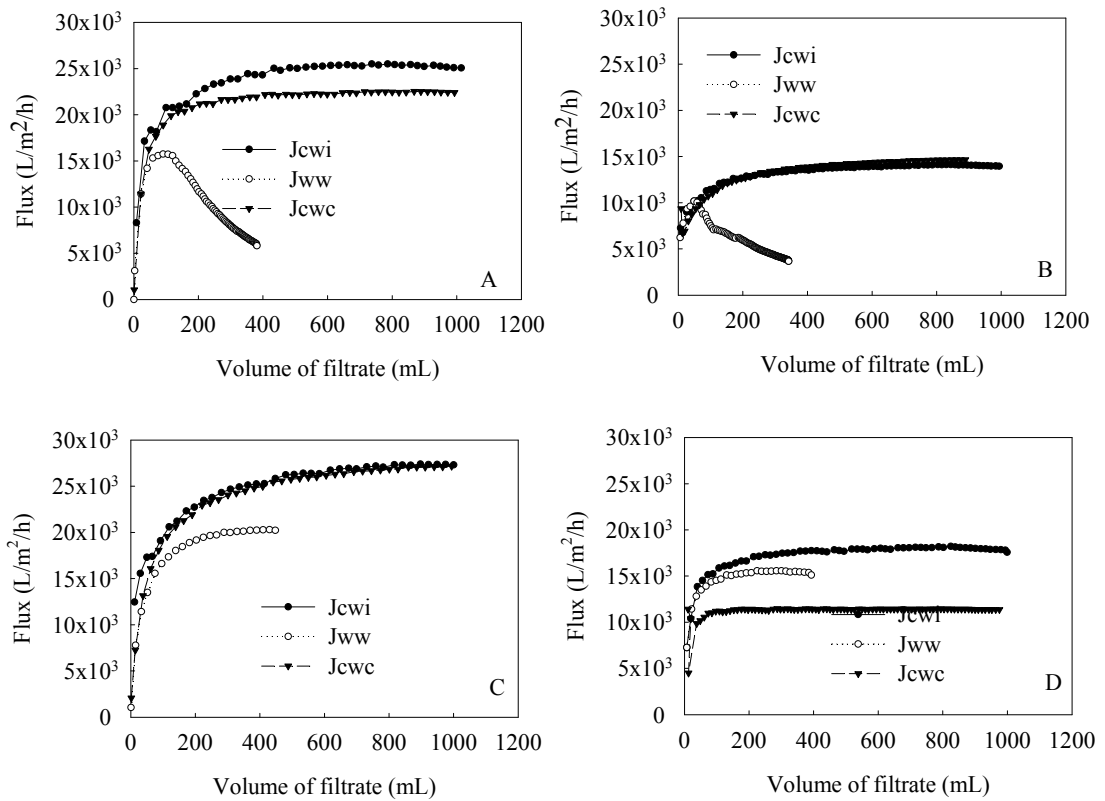 30x10³
25x10³
20x10³
15x10³
10x10³
5x10³
0
Flux (L/m²/h)
Jcwi
Jww
Jcwc
A
0 200 400 600 800 1000 1200
Volume of filtrate (mL)
30x10³
25x10³
20x10³
15x10³
10x10³
5x10³
0
Flux (L/m²/h)
Jcwi
Jww
Jcwc
B
0 200 400 600 800 1000 1200
Volume of filtrate (mL)
30x10³
25x10³
20x10³
15x10³
10x10³
5x10³
0
Flux (L/m²/h)
Jcwi
Jww
Jcwc
C
0 200 400 600 800 1000 1200
Volume of filtrate (mL)
30x10³
25x10³
20x10³
15x10³
10x10³
5x10³
0
Flux (L/m²/h)
Jcwi
Jww
Jcwc
D
0 200 400 600 800 1000 1200
Volume of filtrate (mL)